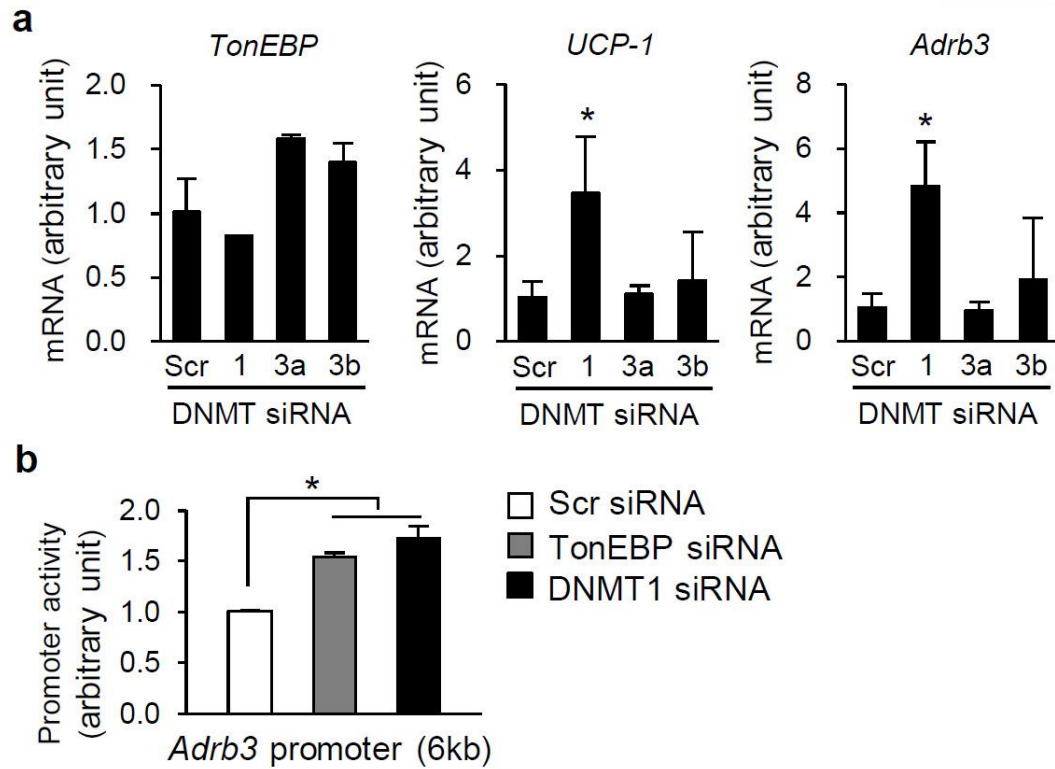 a
TonEBP
UCP-1
Adrb3
mRNA (arbitrary unit)
2.0
1.5
1.0
0.5
0.0
Scr 1 3a 3b
DNMT siRNA
mRNA (arbitrary unit)
6
4
2
0
Scr 1 3a 3b
DNMT siRNA
mRNA (arbitrary unit)
8
6
4
2
0
Scr 1 3a 3b
DNMT siRNA
*
*
b
Promoter activity
(arbitrary unit)
2.0
1.5
1.0
0.5
0.0
*
Adrb3 promoter (6kb)
Scr siRNA
TonEBP siRNA
DNMT1 siRNA